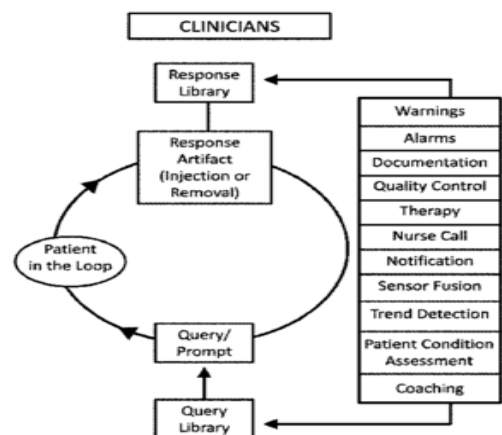 CLINICIANS
Response
Library
Response
Artifact
(Injection or
Removal)
Patient
in the Loop
Query/
Prompt
Query
Library
Warnings
Alarms
Documentation
Quality Control
Therapy
Nurse Call
Notification
Sensor Fusion
Trend Detection
Patient Condition
Assessment
Coaching